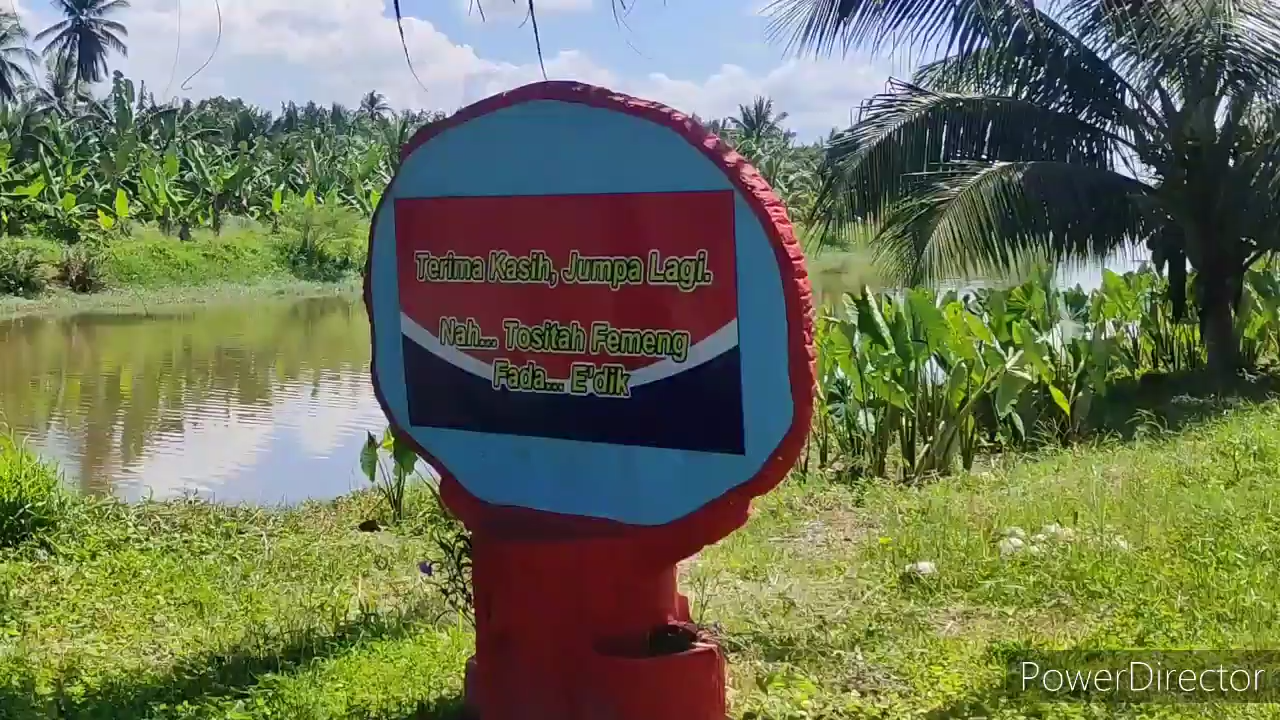 Terima Kasih, Jumpa Lagi.
Nah... Tositah Femeng
Fada... E'dik
PowerDirector